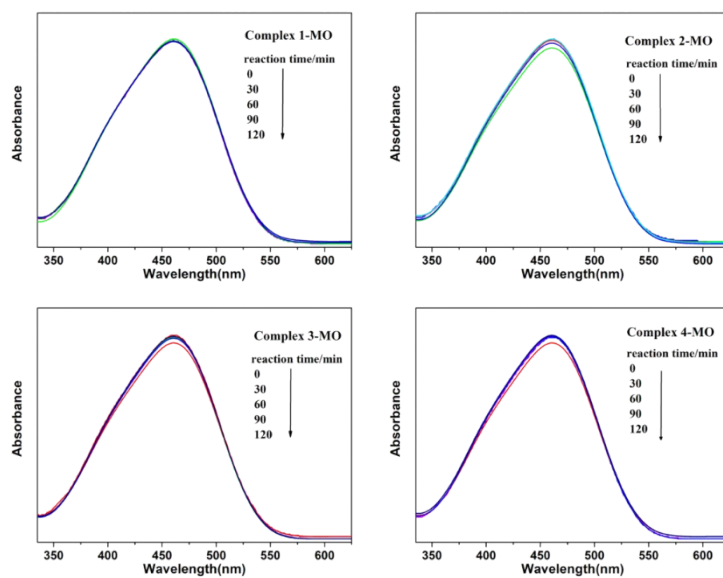 Complex 1-MO
reaction time/min
0
30
60
90
120
Absorbance
350 400 450 500 550 600
Wavelength(nm)
Complex 2-MO
reaction time/min
0
30
60
90
120
Absorbance
350 400 450 500 550 600
Wavelength(nm)
Complex 3-MO
reaction time/min
0
30
60
90
120
Absorbance
350 400 450 500 550 600
Wavelength(nm)
Complex 4-MO
reaction time/min
0
30
60
90
120
Absorbance
350 400 450 500 550 600
Wavelength(nm)